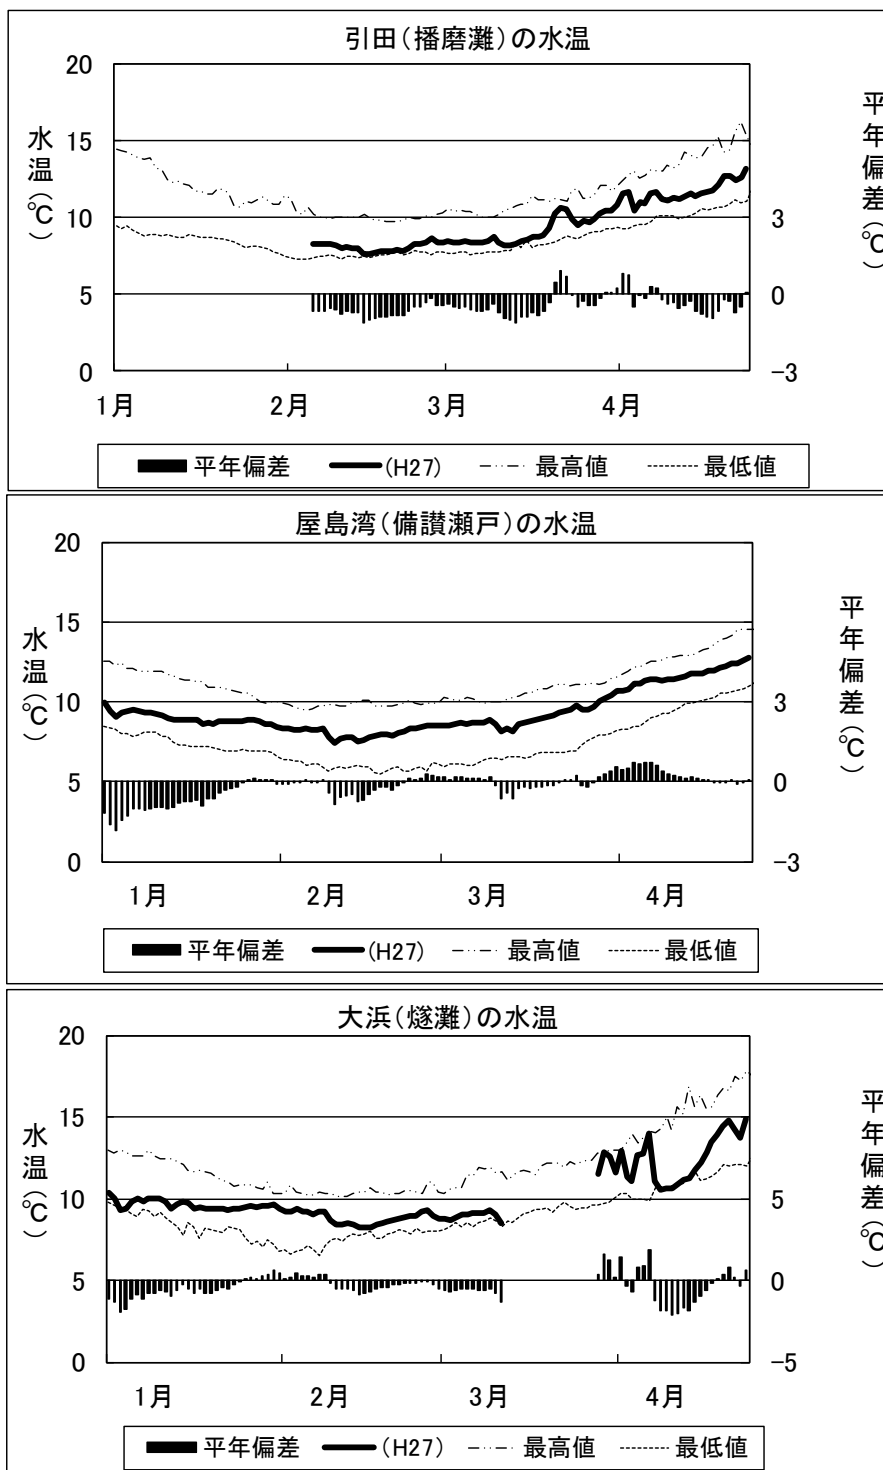 引田（播磨灘）の水温
20
15
10
5
0
水温（℃）
3
0
−3
平年偏差（℃）
1月 2月 3月 4月
平年偏差 (H27) 最高値 最低値
屋島湾（備讃瀬戸）の水温
20
15
10
5
0
水温（℃）
3
0
−3
平年偏差（℃）
1月 2月 3月 4月
平年偏差 (H27) 最高値 最低値
大浜（燧灘）の水温
20
15
10
5
0
水温（℃）
5
0
−5
平年偏差（℃）
1月 2月 3月 4月
平年偏差 (H27) 最高値 最低値